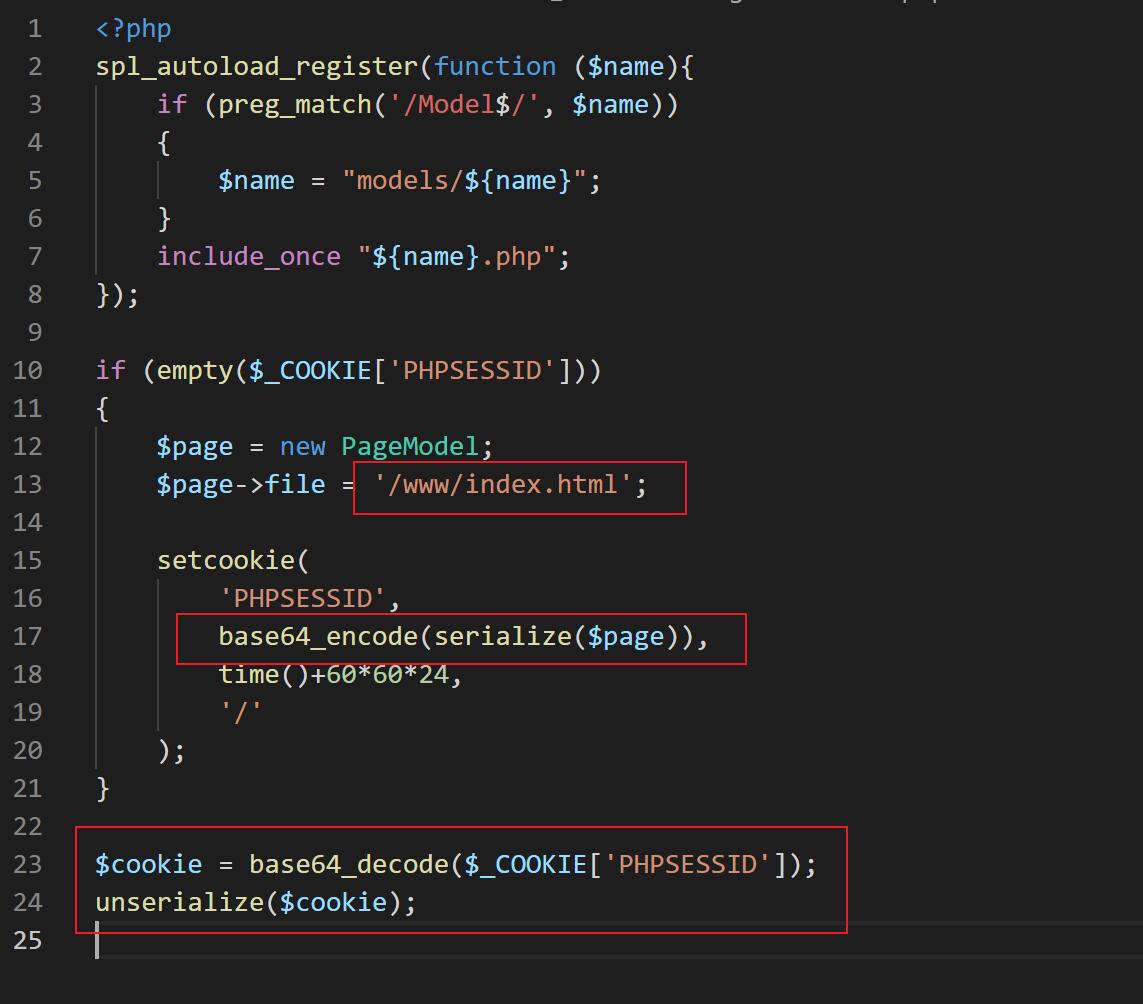 1 <?php
2 spl_autoload_register(function ($name){
3     if (preg_match('/Model$/', $name))
4     {
5         $name = "models/${name}";
6     }
7     include_once "${name}.php";
8 });
9
10 if (empty($_COOKIE['PHPSESSID']))
11 {
12     $page = new PageModel;
13     $page->file = '/www/index.html';
14
15     setcookie(
16         'PHPSESSID',
17         base64_encode(serialize($page)),
18         time()+60*60*24,
19         '/'
20     );
21 }
22
23 $cookie = base64_decode($_COOKIE['PHPSESSID']);
24 unserialize($cookie);
25